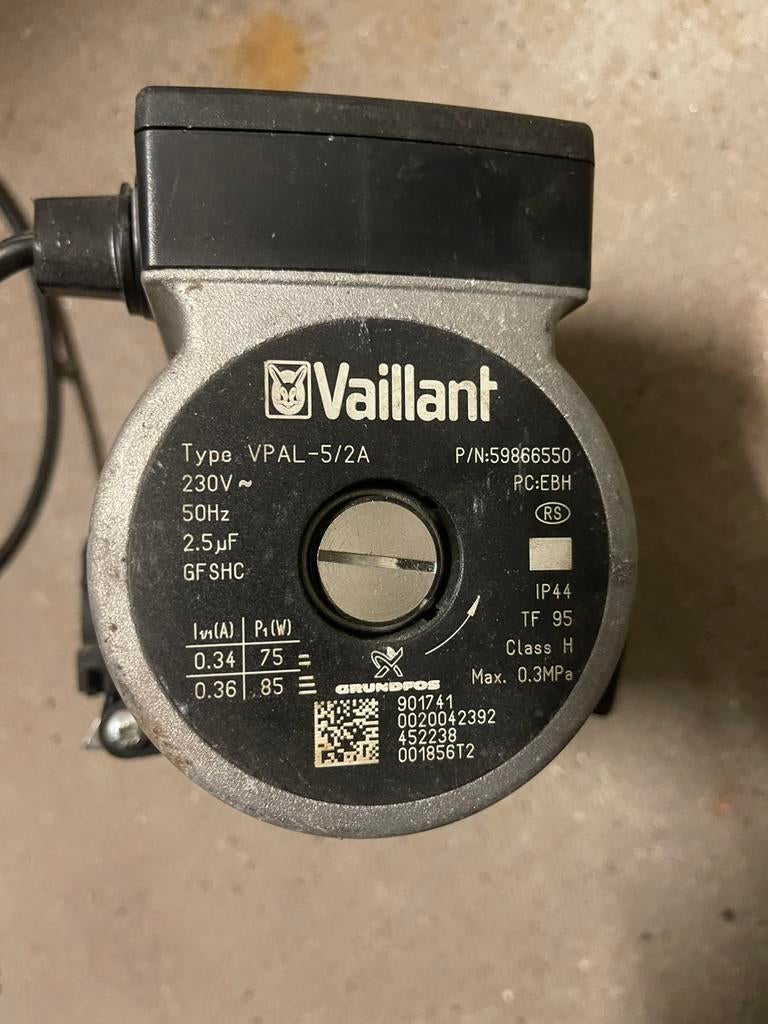 Vaillant
Type VPAL-5/2A
P/N:59866550
230V ~
PC:EBH
50Hz
RS
2.5µF
GFSHC
IP44
TF 95
Class H
Max. 0.3MPa
I1/1(A) P1(W)
0.34 75
0.36 85
GRUNDFOS
901741
0020042392
452238
001856T2